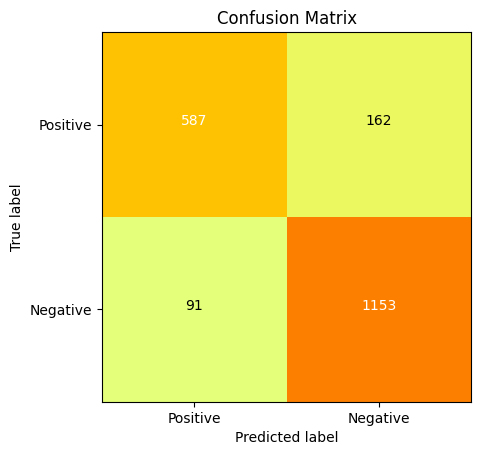 Confusion Matrix
True label
Positive
587
162
Negative
91
1153
Positive
Negative
Predicted label